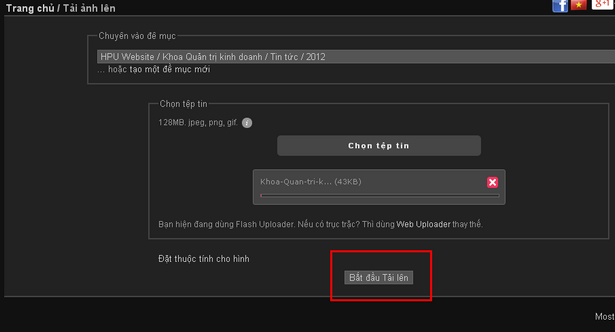 Trang chủ / Tải ảnh lên
g+1
Chuyển vào đề mục
HPU Website / Khoa Quản trị kinh doanh / Tin tức / 2012
... hoặc tạo một đề mục mới
Chọn tệp tin
128MB. jpeg, png, gif. i
Chọn tệp tin
Khoa-Quan-tri-k... (43KB)
Bạn hiện đang dùng Flash Uploader. Nếu có trục trặc? Thì dùng Web Uploader thay thế.
Đặt thuộc tính cho hình
Bắt đầu Tải lên
Most